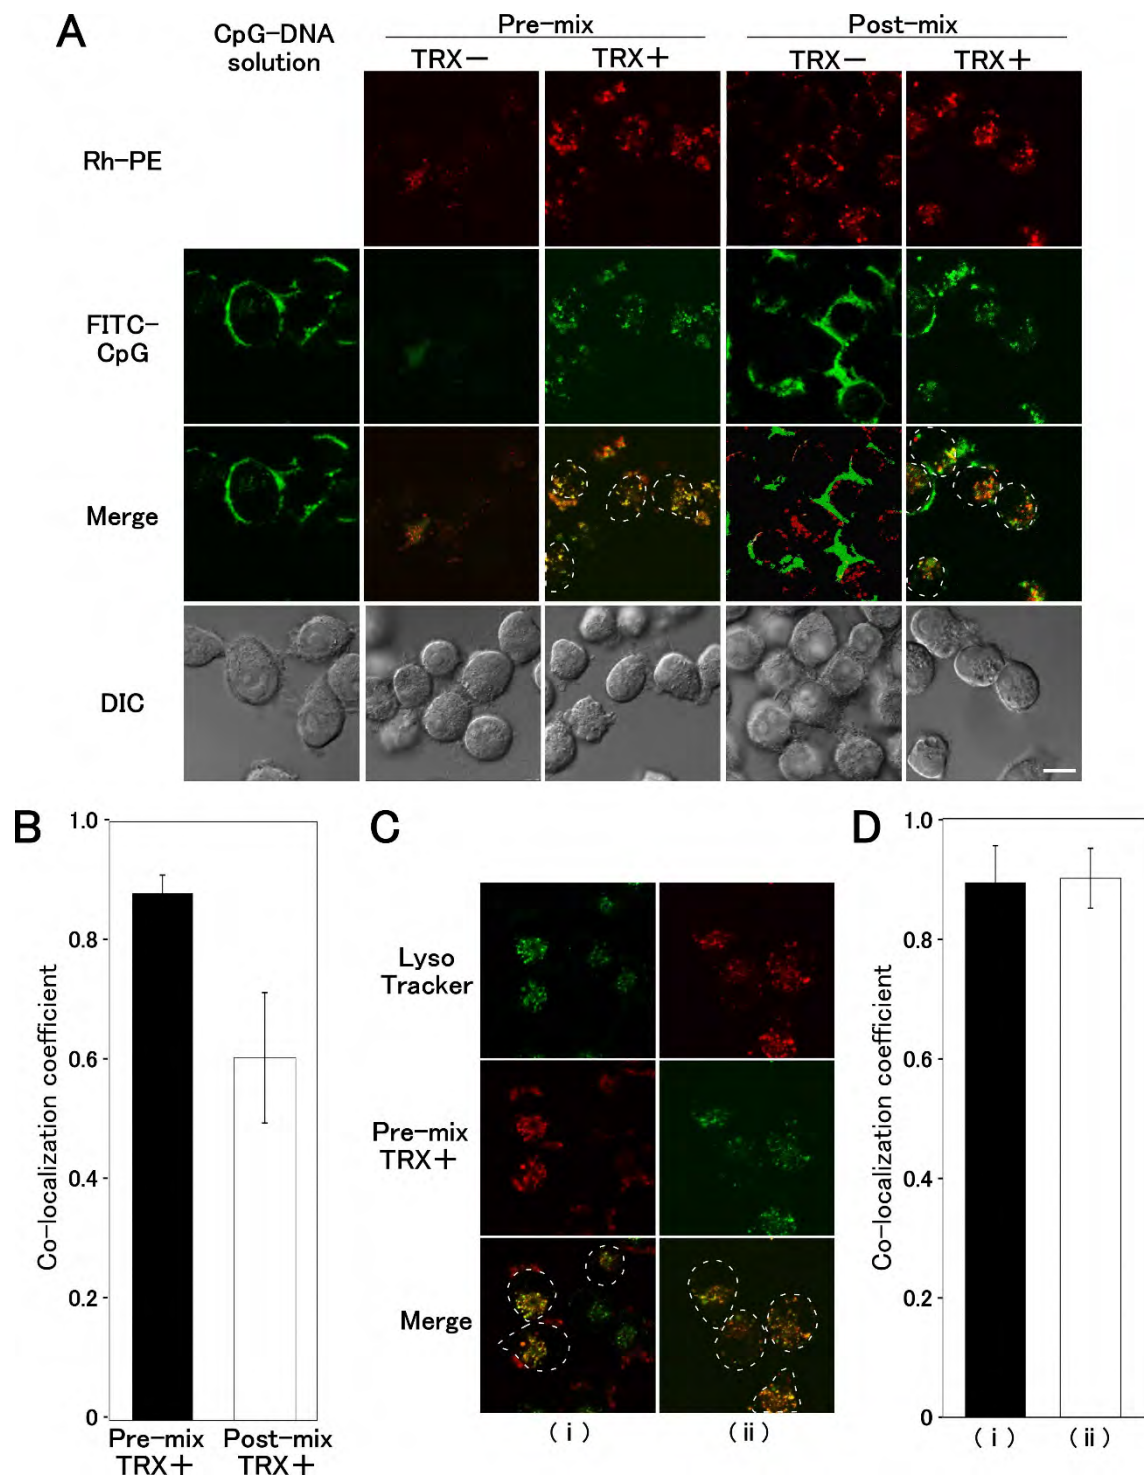 A
CpG-DNA
solution
Pre-mix
Post-mix
TRX－
TRX＋
TRX－
TRX＋
Rh-PE
FITC-
CpG
Merge
DIC
B
1.0
0.8
0.6
0.4
0.2
0
Co-localization coefficient
Pre-mix
TRX＋
Post-mix
TRX＋
C
Lyso
Tracker
Pre-mix
TRX＋
Merge
( i )
( ii )
D
1.0
0.8
0.6
0.4
0.2
0
Co-localization coefficient
( i )
( ii )